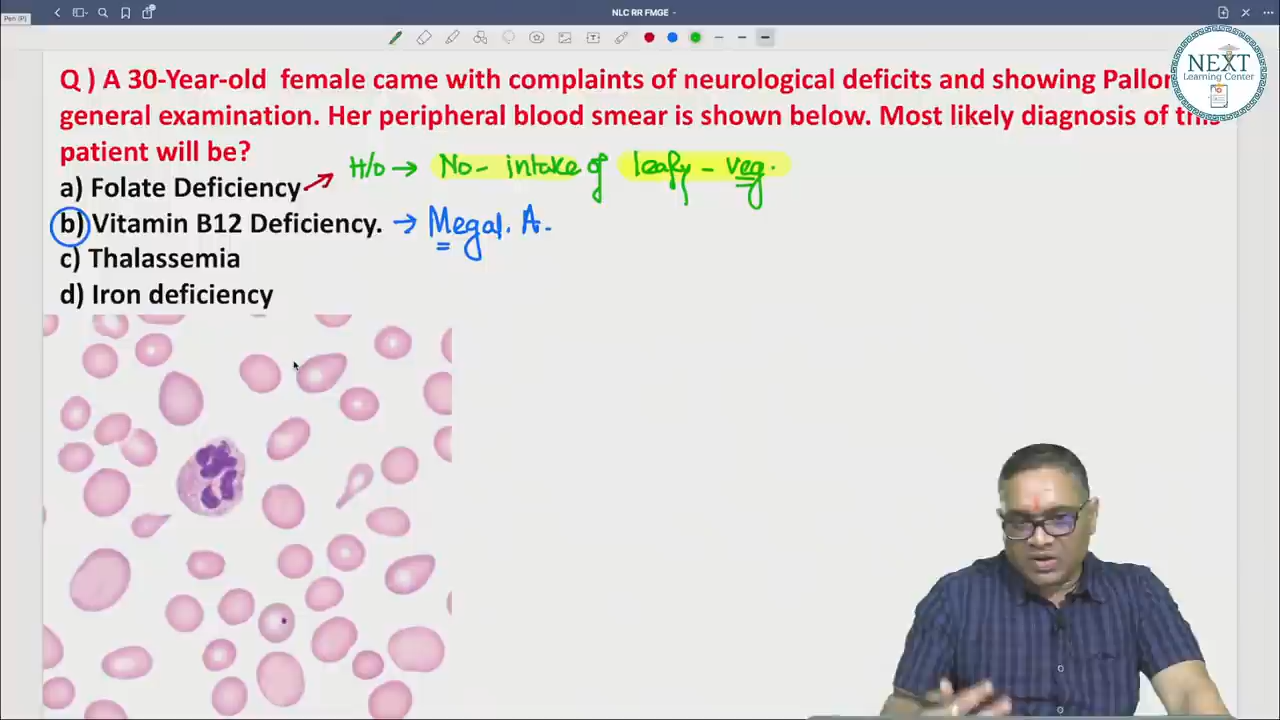 Pen (P)
NLC RR FMGE
NEXT
Learning Center
Q ) A 30-Year-old female came with complaints of neurological deficits and showing Pallor
general examination. Her peripheral blood smear is shown below. Most likely diagnosis of this
patient will be?
H/o → No - intake of leafy - veg.
a) Folate Deficiency
b) Vitamin B12 Deficiency. → Megal. A.
c) Thalassemia
d) Iron deficiency